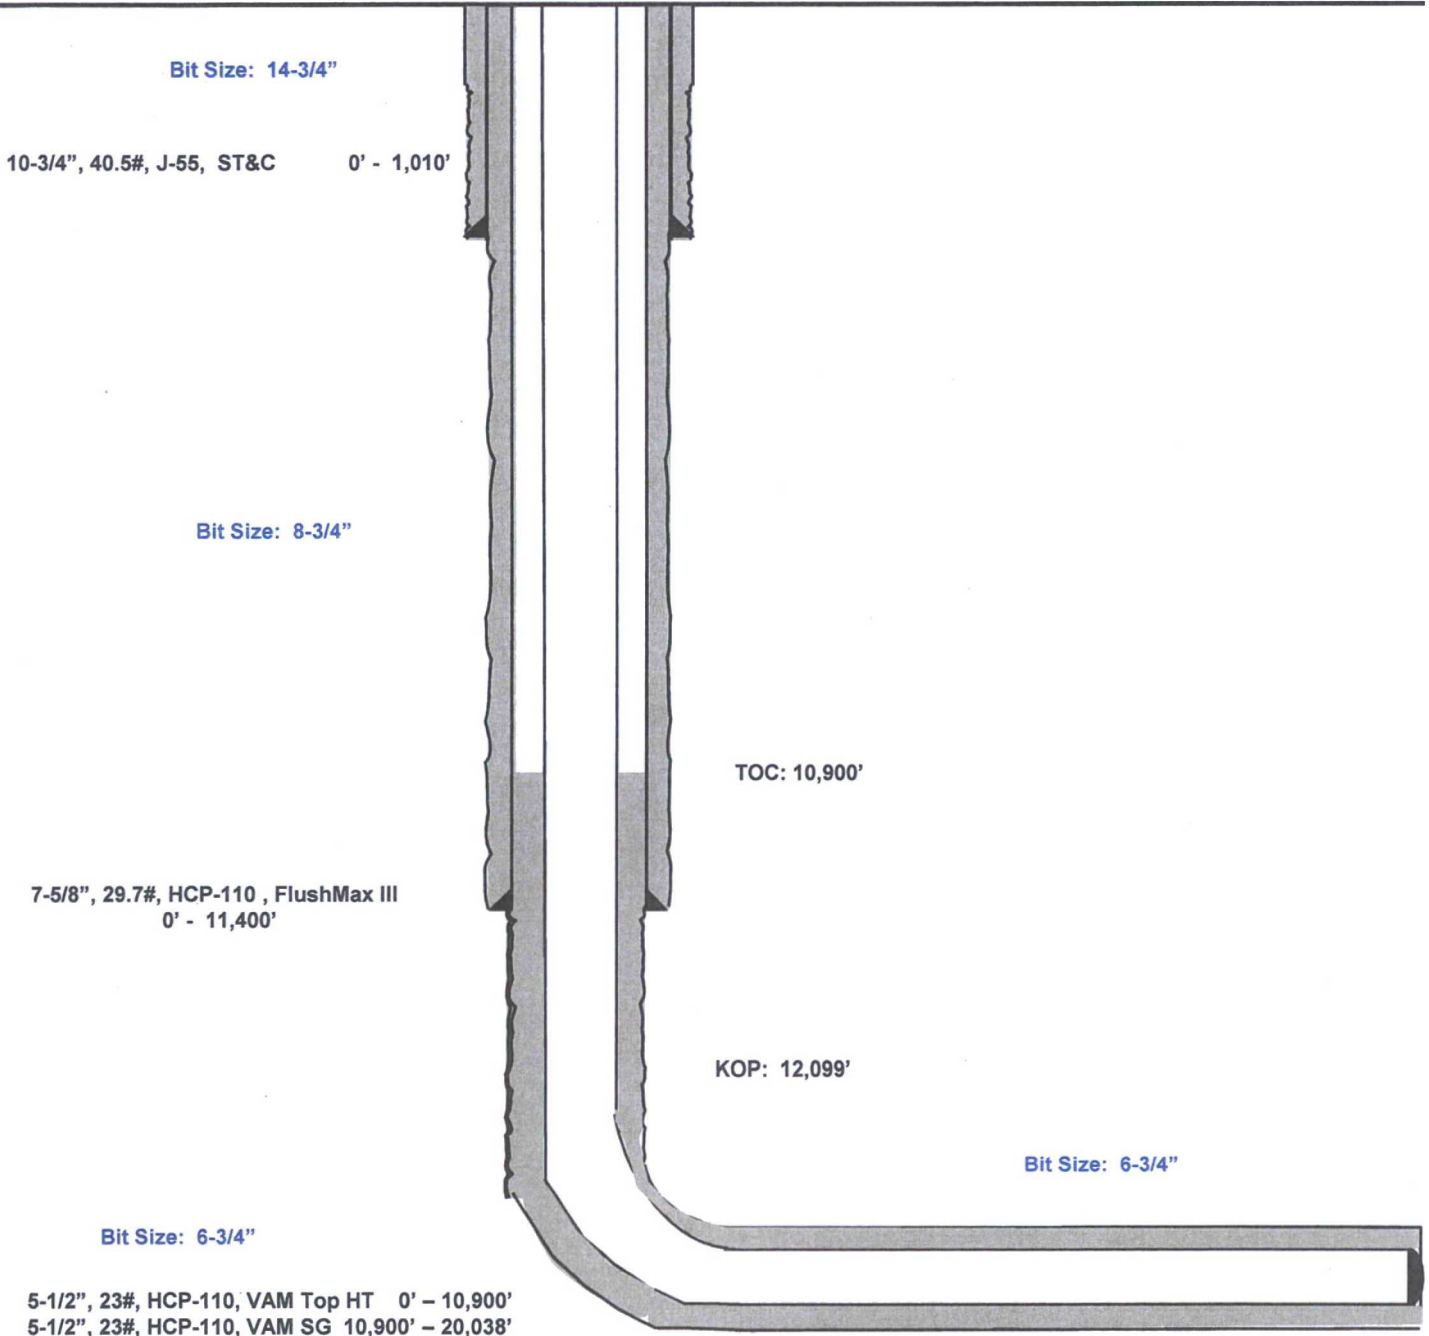 Bit Size: 14-3/4”
10-3/4”, 40.5#, J-55, ST&C 0’ - 1,010’
Bit Size: 8-3/4”
TOC: 10,900’
7-5/8”, 29.7#, HCP-110 , FlushMax III
0’ - 11,400’
KOP: 12,099’
Bit Size: 6-3/4”
Bit Size: 6-3/4”
5-1/2”, 23#, HCP-110, VAM Top HT 0’ – 10,900’
5-1/2”, 23#, HCP-110, VAM SG 10,900’ – 20,038’